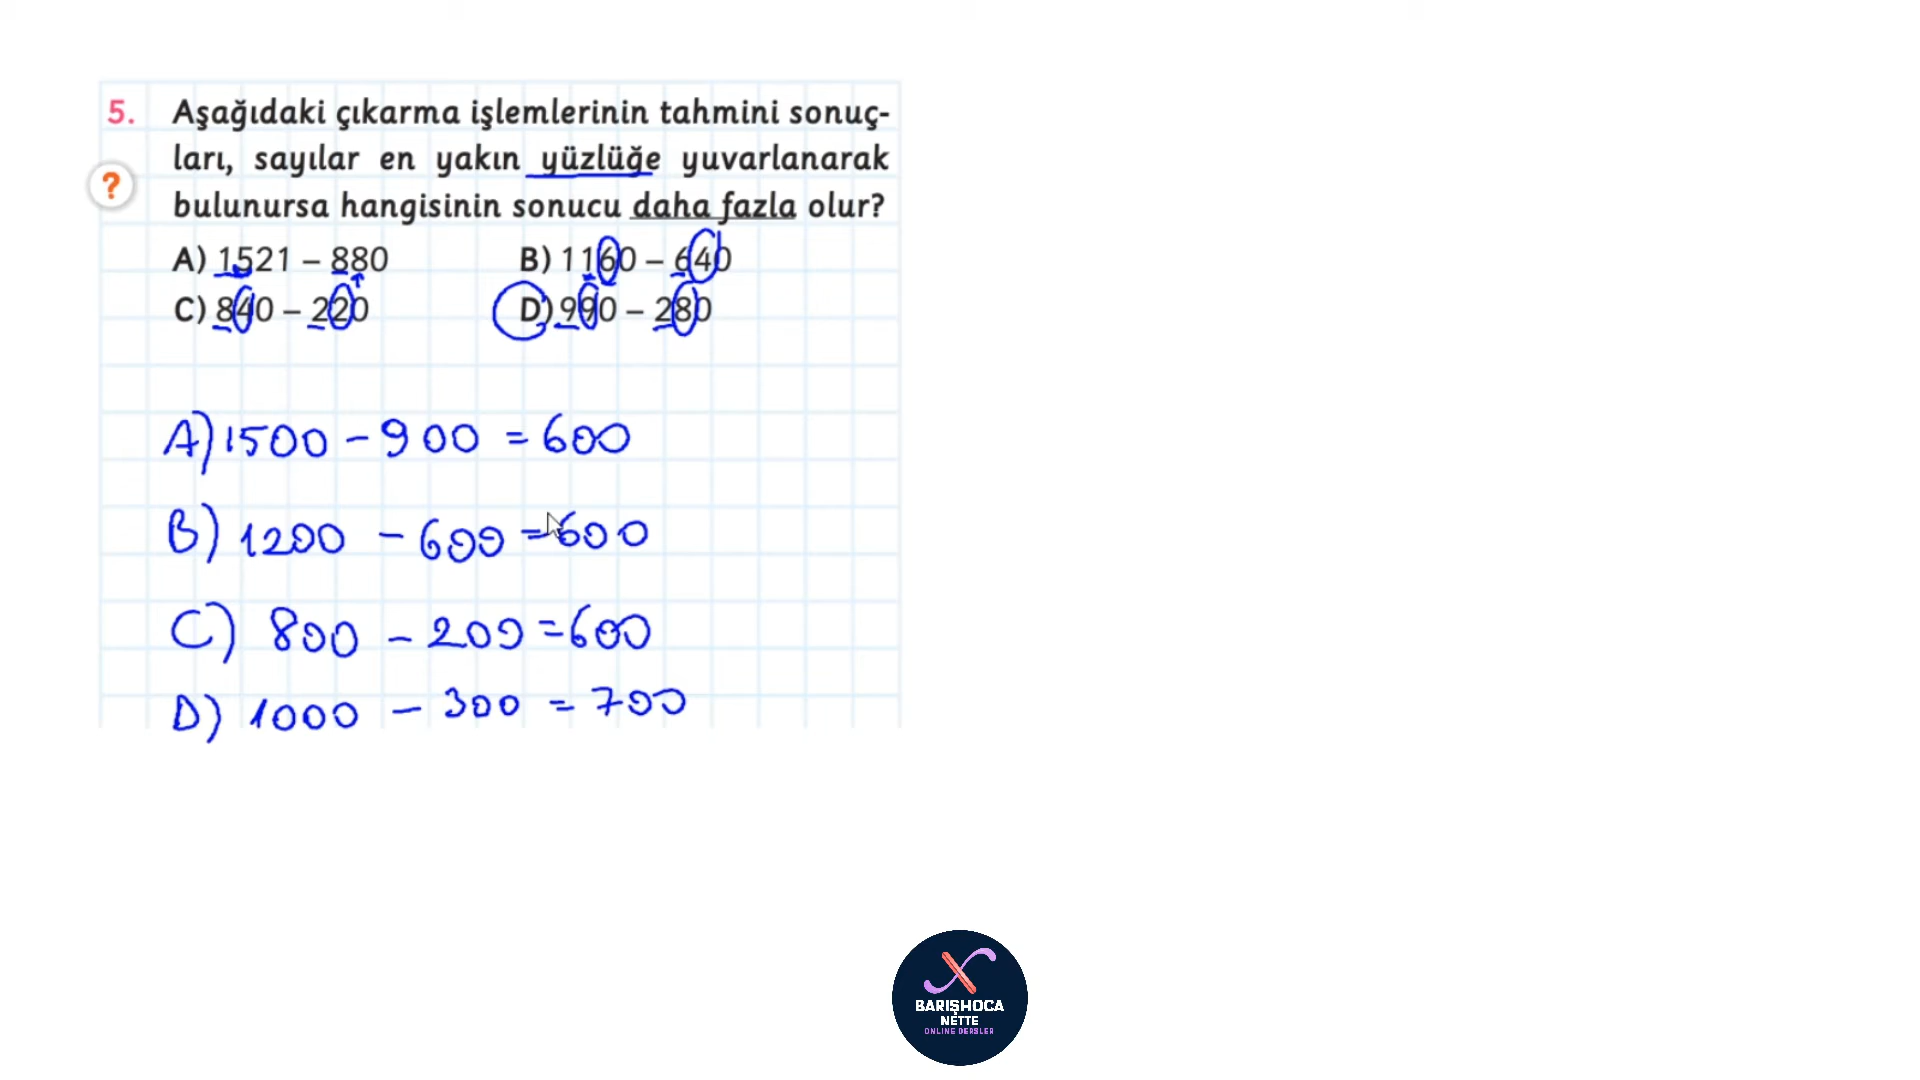 5. Aşağıdaki çıkarma işlemlerinin tahmini sonuç-
ları, sayılar en yakın yüzlüğe yuvarlanarak
?
bulunursa hangisinin sonucu daha fazla olur?
A) 1521 – 880 B) 1160 – 640
C) 840 – 220 D) 990 – 280
A) 1500 - 900 = 600
B) 1200 - 600 = 600
C) 800 - 200 = 600
D) 1000 - 300 = 700
BARIŞHOCA
NETTE
ONLINE DERSLER